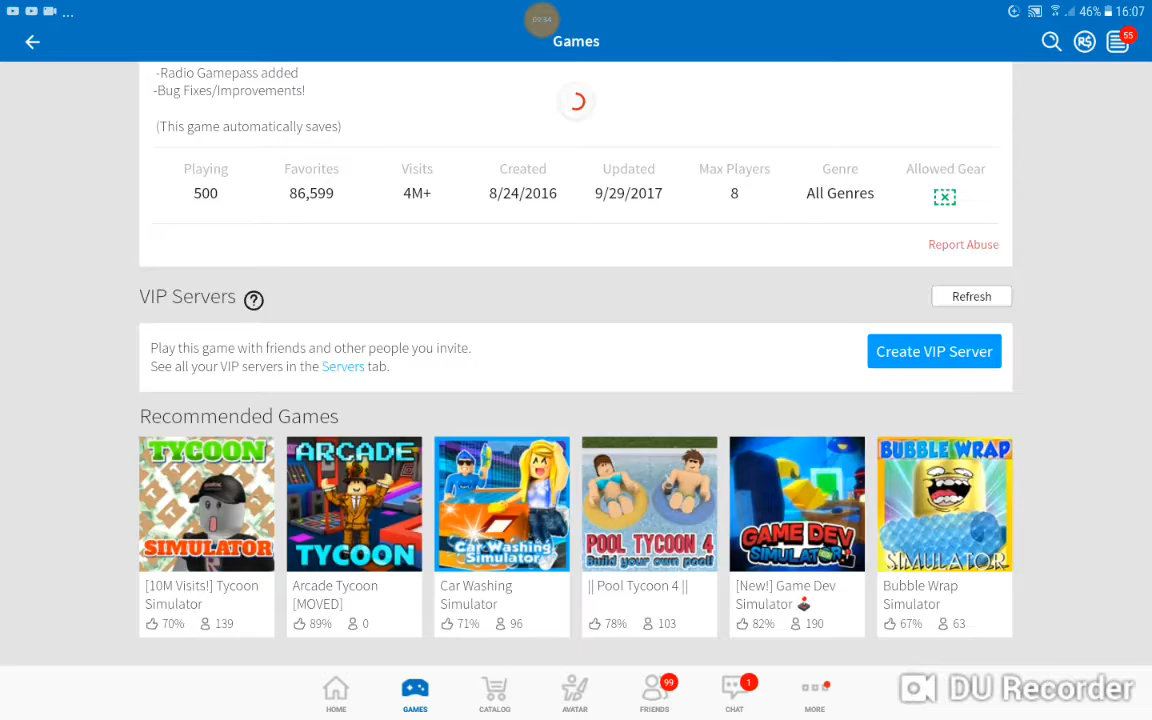 ...
09:54
46% 16:07
Games
R$
55
-Radio Gamepass added
-Bug Fixes/Improvements!
(This game automatically saves)
Playing Favorites Visits Created Updated Max Players Genre Allowed Gear
500 86,599 4M+ 8/24/2016 9/29/2017 8 All Genres
Report Abuse
VIP Servers ?
Refresh
Play this game with friends and other people you invite.
See all your VIP servers in the Servers tab.
Create VIP Server
Recommended Games
TYCOON
SIMULATOR
[10M Visits!] Tycoon
Simulator
70% 139
ARCADE
TYCOON
Arcade Tycoon
[MOVED]
89% 0
Car Washing
Simulator
Car Washing
Simulator
71% 96
POOL TYCOON 4
Build your own pool!
|| Pool Tycoon 4 ||
78% 103
GAME DEV
SIMULATOR
[New!] Game Dev
Simulator
82% 190
BUBBLE WRAP
SIMULATOR
Bubble Wrap
Simulator
67% 63
HOME
GAMES
CATALOG
AVATAR
99
FRIENDS
1
CHAT
MORE
DU Recorder